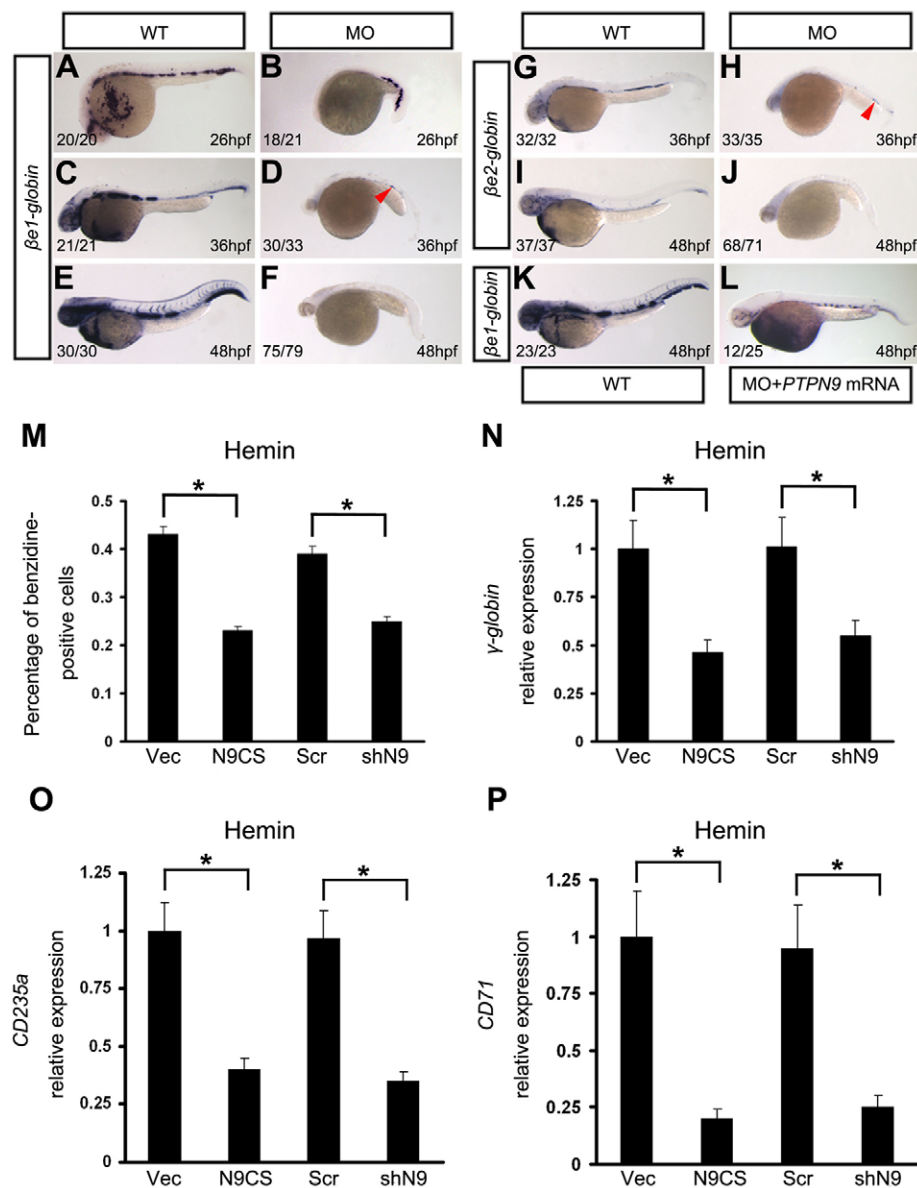 WT MO WT MO
A B G H
20/20 26hpf 18/21 26hpf 32/32 36hpf 33/35 36hpf
βe1-globin βe2-globin
C D I J
21/21 36hpf 30/33 36hpf 37/37 48hpf 68/71 48hpf
E F K L
βe1-globin
30/30 48hpf 75/79 48hpf 23/23 48hpf 12/25 48hpf
WT MO+PTPN9 mRNA
M
Hemin
*
*
Percentage of benzidine-
positive cells
0.5
0.4
0.3
0.2
0.1
0
Vec N9CS Scr shN9
N
Hemin
*
*
γ-globin
relative expression
1.25
1
0.75
0.5
0.25
0
Vec N9CS Scr shN9
O
Hemin
*
*
CD235a
relative expression
1.25
1
0.75
0.5
0.25
0
Vec N9CS Scr shN9
P
Hemin
*
*
CD71
relative expression
1.25
1
0.75
0.5
0.25
0
Vec N9CS Scr shN9